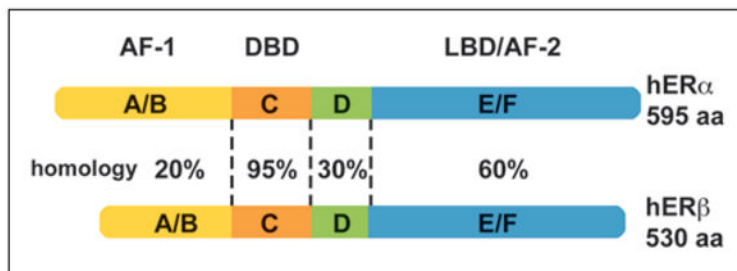 AF-1 DBD LBD/AF-2
A/B C D E/F hERα
595 aa
homology 20% 95% 30% 60%
A/B C D E/F hERβ
530 aa